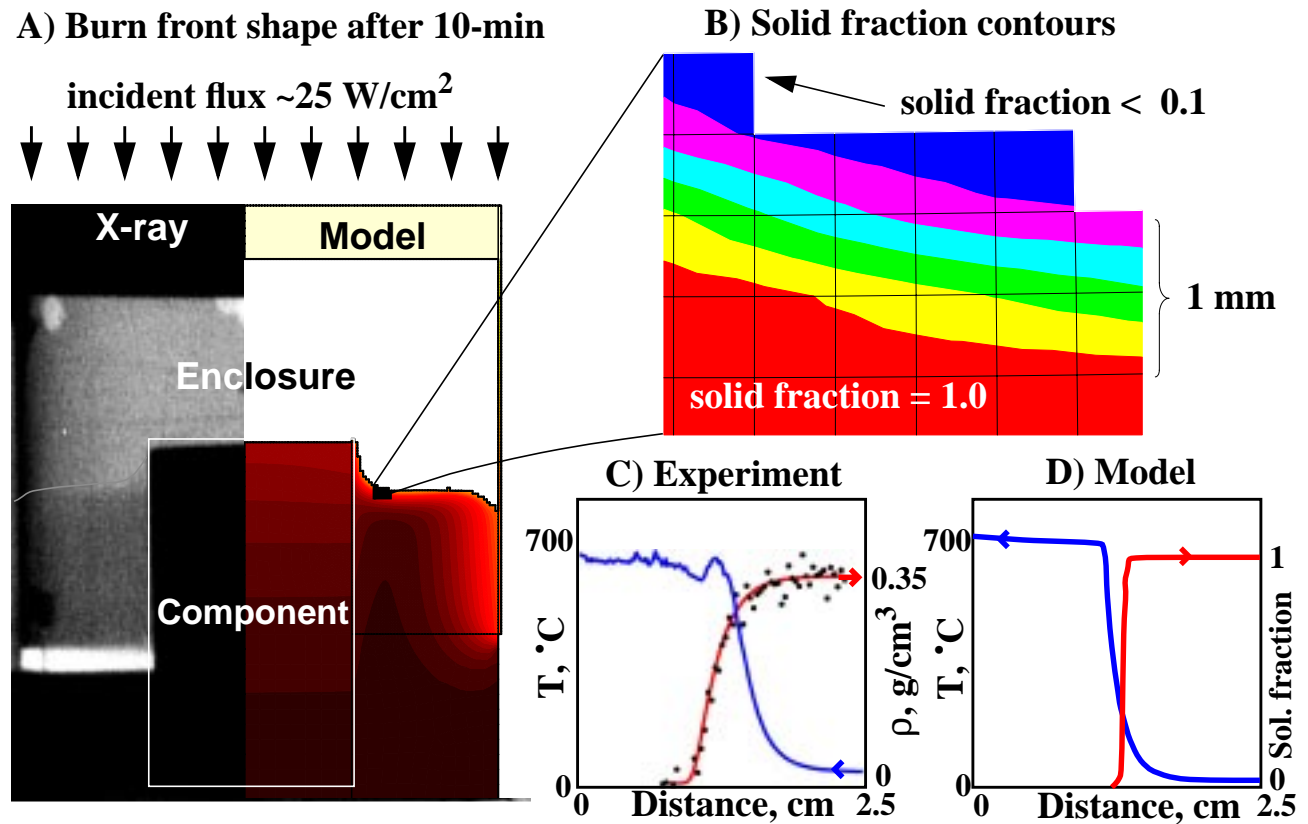 A) Burn front shape after 10-min
incident flux ~25 W/cm2
X-ray
Model
Enclosure
Component
B) Solid fraction contours
solid fraction < 0.1
1 mm
solid fraction = 1.0
C) Experiment
700
0
T, °C
0.35
0
ρ, g/cm3
0
Distance, cm
2.5
D) Model
700
0
T, °C
1
0
Sol. fraction
0
Distance, cm
2.5